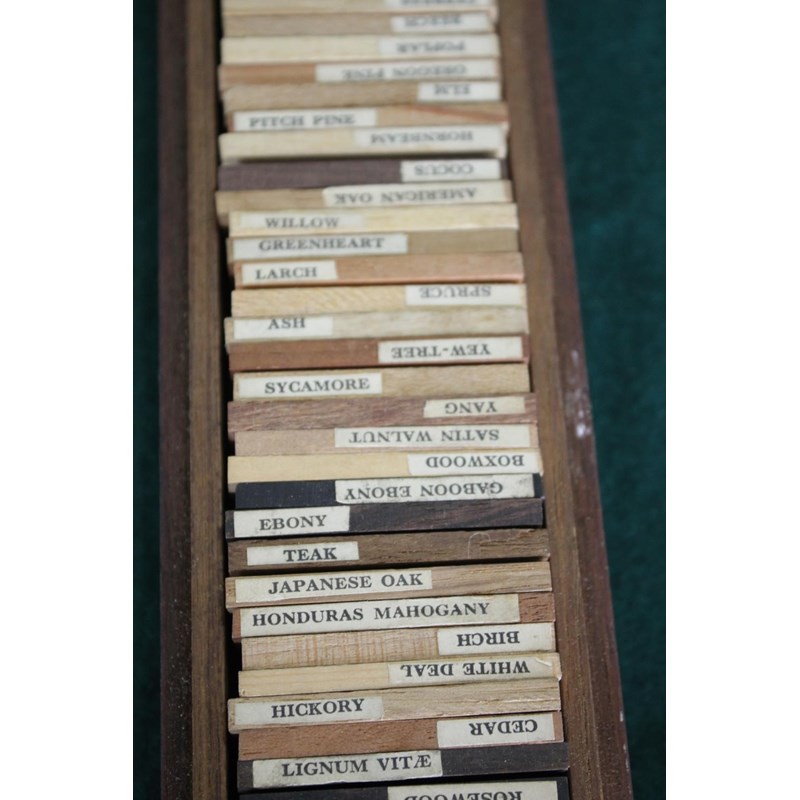 CYPRESS
BEECH
POPLAR
OREGON PINE
ELM
PITCH PINE
HORNBEAM
COCUS
AMERICAN OAK
WILLOW
GREENHEART
LARCH
SPRUCE
ASH
YEW-TREE
SYCAMORE
YANG
SATIN WALNUT
BOXWOOD
GABOON EBONY
EBONY
TEAK
JAPANESE OAK
HONDURAS MAHOGANY
BIRCH
WHITE DEAL
HICKORY
CEDAR
LIGNUM VITÆ
ROSEWOOD